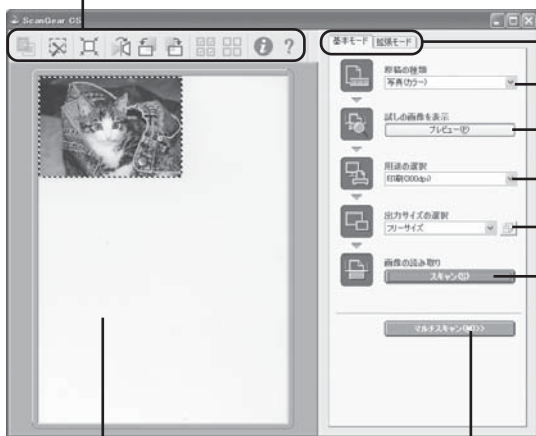 ScanGear CS
基本モード 拡張モード
原稿の種類
写真(カラー)
試しの画像を表示
プレビュー(P)
用途の選択
印刷(300dpi)
出力サイズの選択
フリーサイズ
画像の読み取り
スキャン(S)
マルチスキャン(M)>>